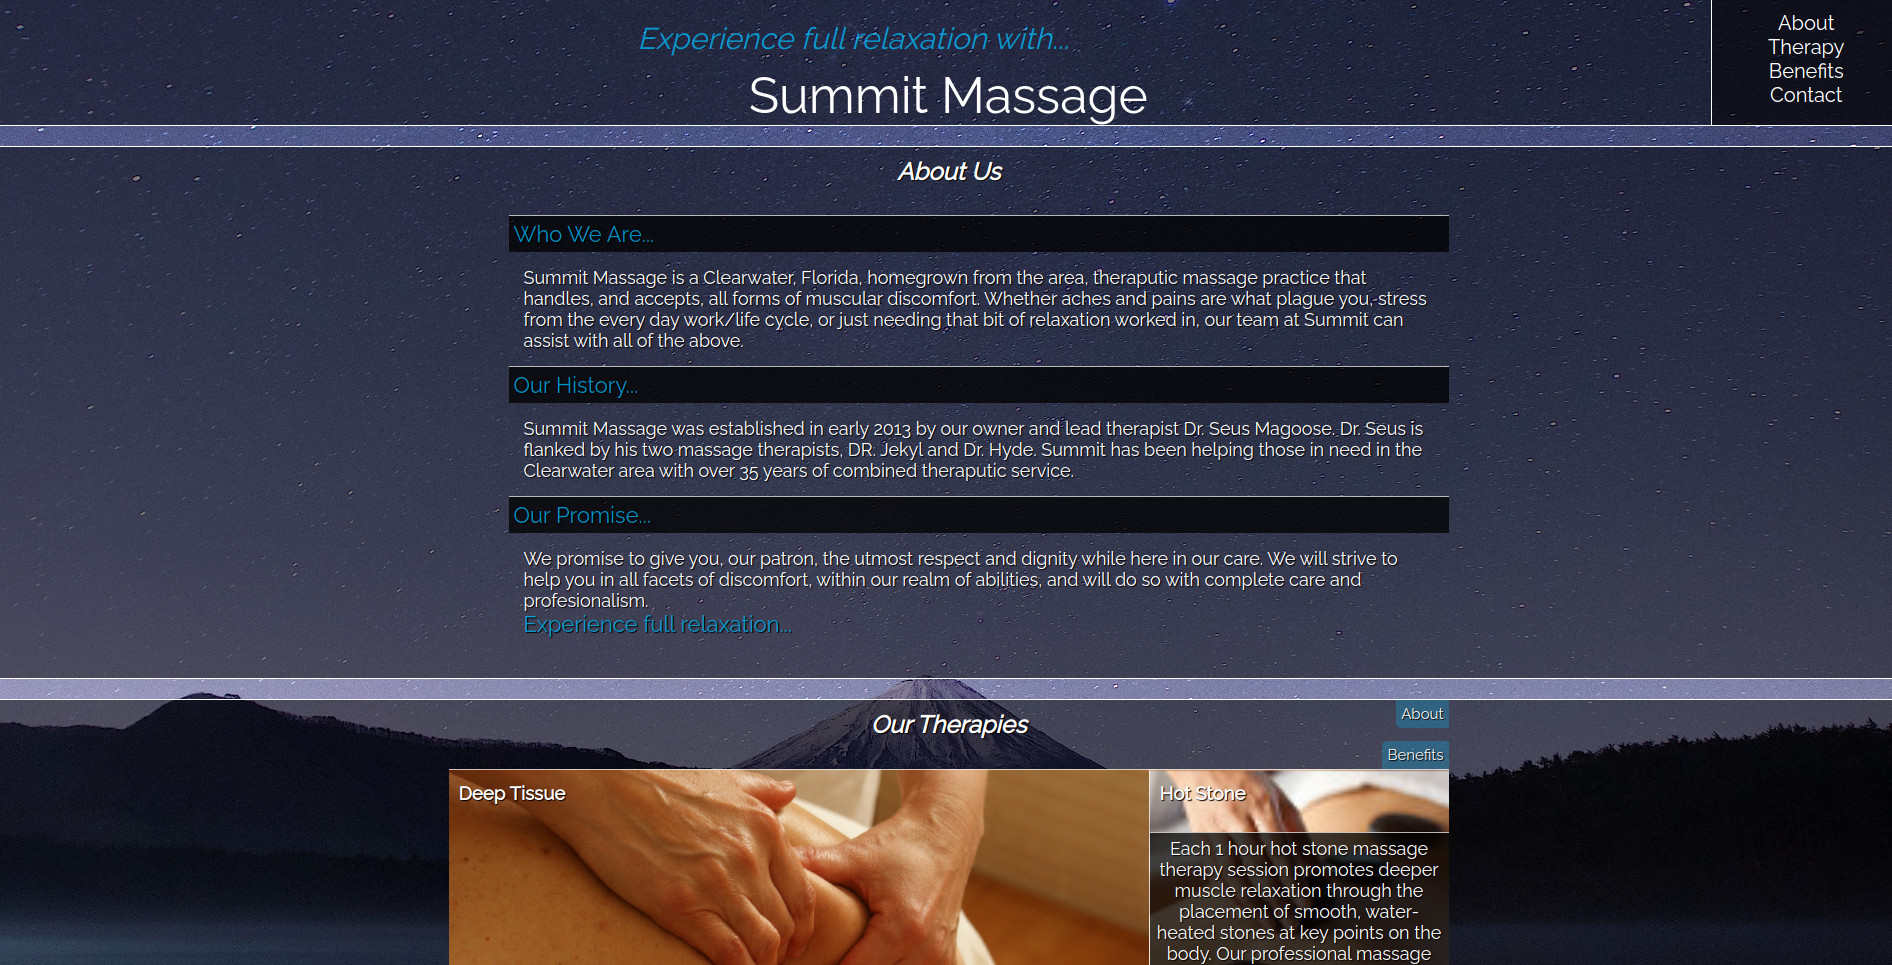 Experience full relaxation with...
Summit Massage
About
Therapy
Benefits
Contact
About Us
Who We Are...
Summit Massage is a Clearwater, Florida, homegrown from the area, theraputic massage practice that
handles, and accepts, all forms of muscular discomfort. Whether aches and pains are what plague you, stress
from the every day work/life cycle, or just needing that bit of relaxation worked in, our team at Summit can
assist with all of the above.
Our History...
Summit Massage was established in early 2013 by our owner and lead therapist Dr. Seus Magoose. Dr. Seus is
flanked by his two massage therapists, DR. Jekyl and Dr. Hyde. Summit has been helping those in need in the
Clearwater area with over 35 years of combined theraputic service.
Our Promise...
We promise to give you, our patron, the utmost respect and dignity while here in our care. We will strive to
help you in all facets of discomfort, within our realm of abilities, and will do so with complete care and
profesionalism.
Experience full relaxation...
Our Therapies
About
Benefits
Deep Tissue
Hot Stone
Each 1 hour hot stone massage
therapy session promotes deeper
muscle relaxation through the
placement of smooth, water-
heated stones at key points on the
body. Our professional massage